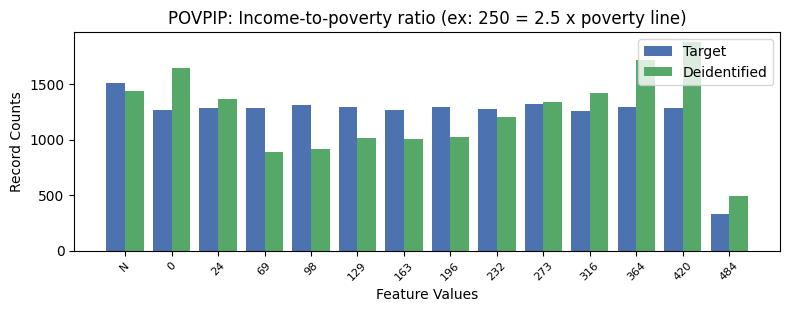 POVPIP: Income-to-poverty ratio (ex: 250 = 2.5 x poverty line)
Target
Deidentified
Record Counts
1500
1000
500
0
N 0 24 69 98 129 163 196 232 273 316 364 420 484
Feature Values